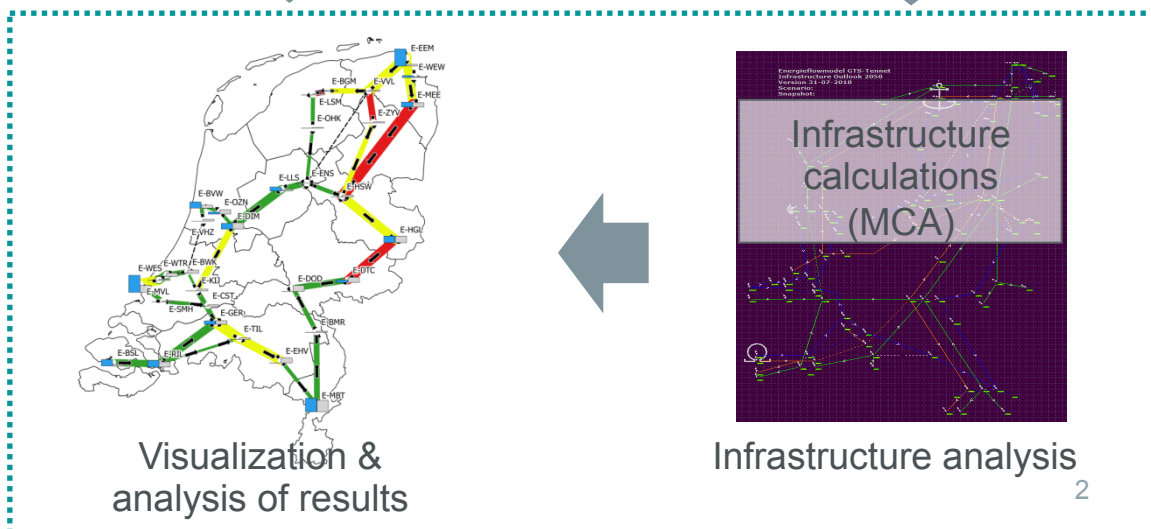 E-EEM
E-WEW
E-BGM
E-VVL
E-MEE
E-LSM
E-ZYV
E-OHK
E-LLS
E-ENS
E-HSW
E-BVW
E-OZN
E-DIM
E-VHZ
E-HGL
E-WES
E-WTR
E-BWK
E-DOD
E-DTC
E-KIJ
E-MVL
E-CST
E-SMH
E-GER
E-BMR
E-TIL
E-EHV
E-BSL
E-RIL
E-MBT
Visualization &
analysis of results
Energieflowmodel GTS-Tennet
Infrastructure Outlook 2050
Version 31-07-2018
Scenario:
Snapshot:
Infrastructure
calculations
(MCA)
Infrastructure analysis
2